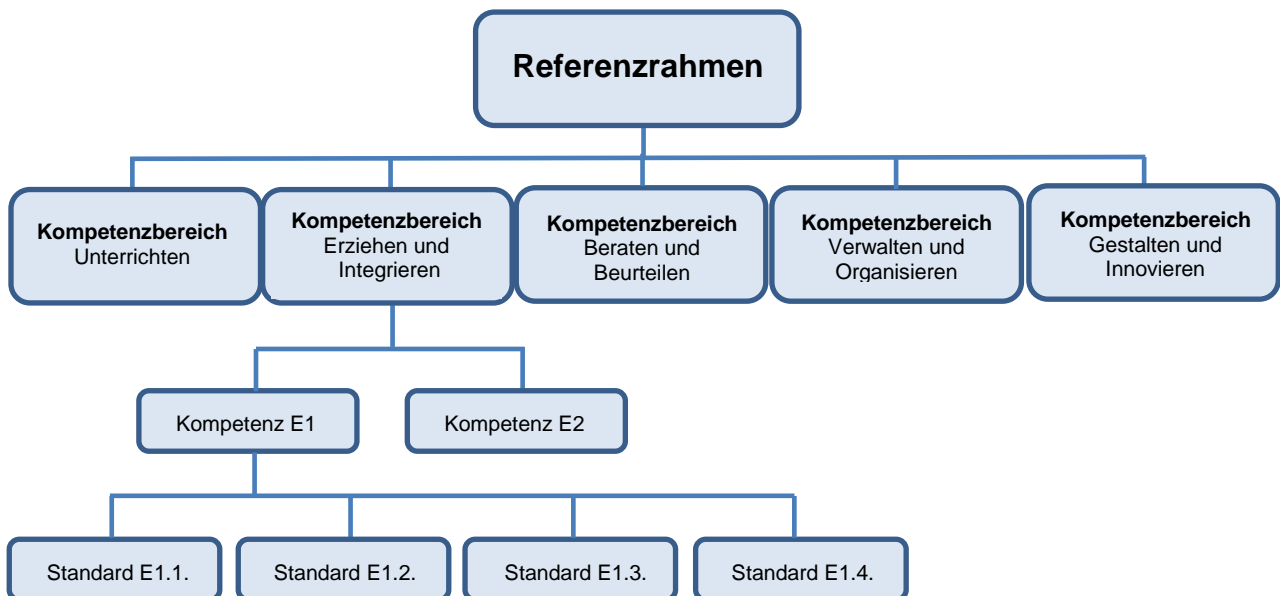 Referenzrahmen
Kompetenzbereich
Unterrichten
Kompetenzbereich
Erziehen und
Integrieren
Kompetenzbereich
Beraten und
Beurteilen
Kompetenzbereich
Verwalten und
Organisieren
Kompetenzbereich
Gestalten und
Innovieren
Kompetenz E1
Kompetenz E2
Standard E1.1.
Standard E1.2.
Standard E1.3.
Standard E1.4.